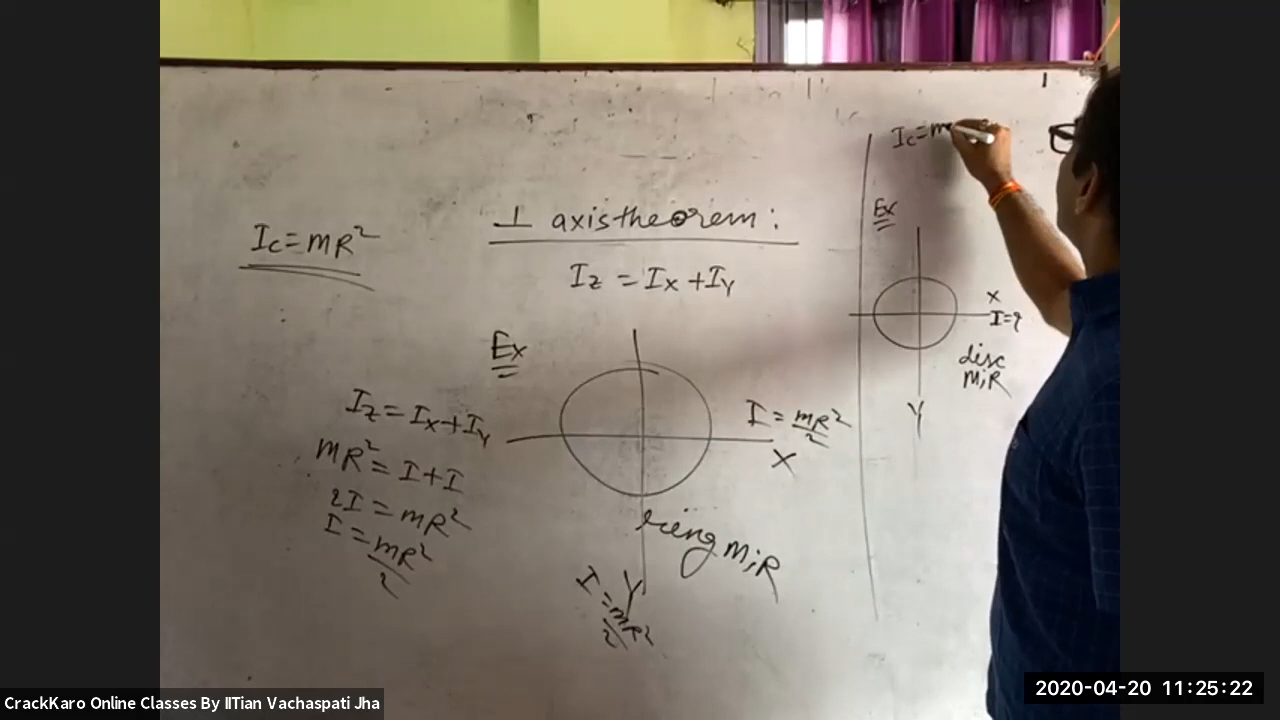 Ic = mR²
⊥ axis theorem :
Iz = Ix + Iy
Ex
Iz = Ix + Iy
mR² = I + I
2I = mR²
I = mR²/2
I = mR²/2
X
ring M, R
Y
I = mR²/2
Ic = m
Ex
X
I = ?
disc
M, R
Y
CrackKaro Online Classes By IITian Vachaspati Jha
2020-04-20 11:25:22